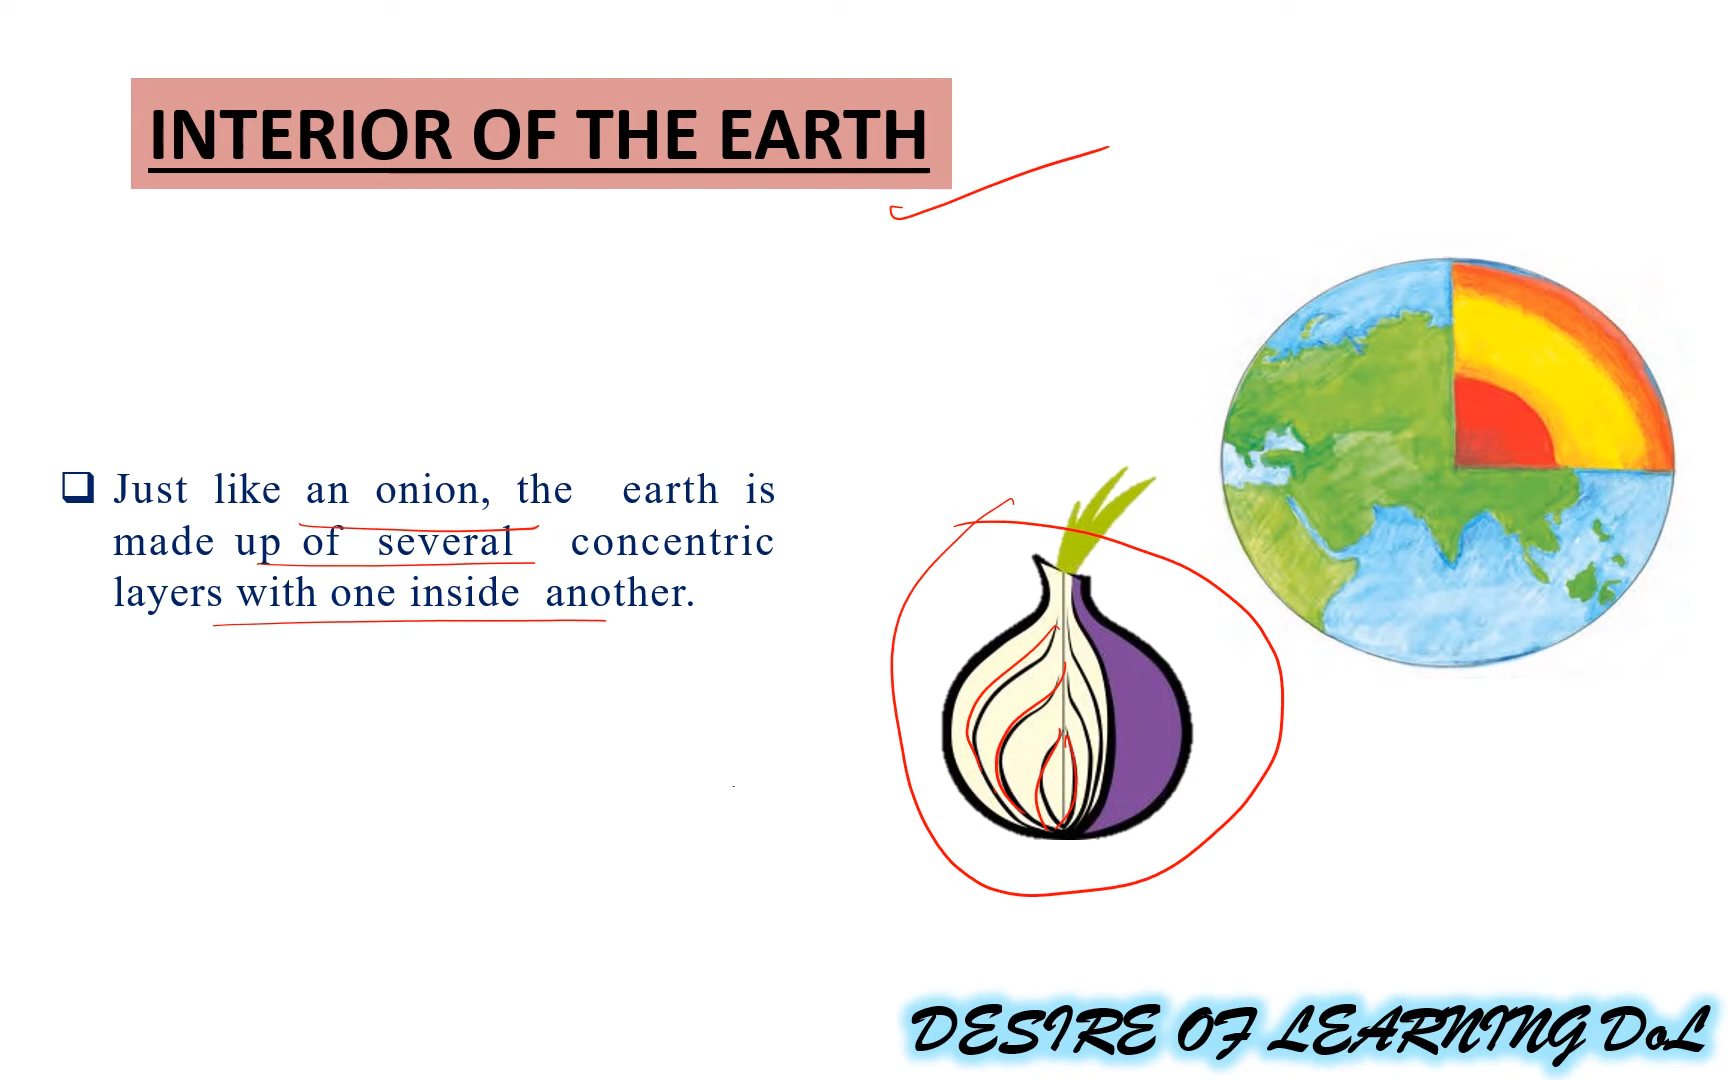 INTERIOR OF THE EARTH
Just like an onion, the earth is
made up of several concentric
layers with one inside another.
DESIRE OF LEARNING DoL